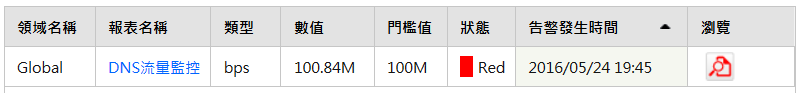 領域名稱 報表名稱 類型 數值 門檻值 狀態 告警發生時間 瀏覽
Global DNS流量監控 bps 100.84M 100M Red 2016/05/24 19:45